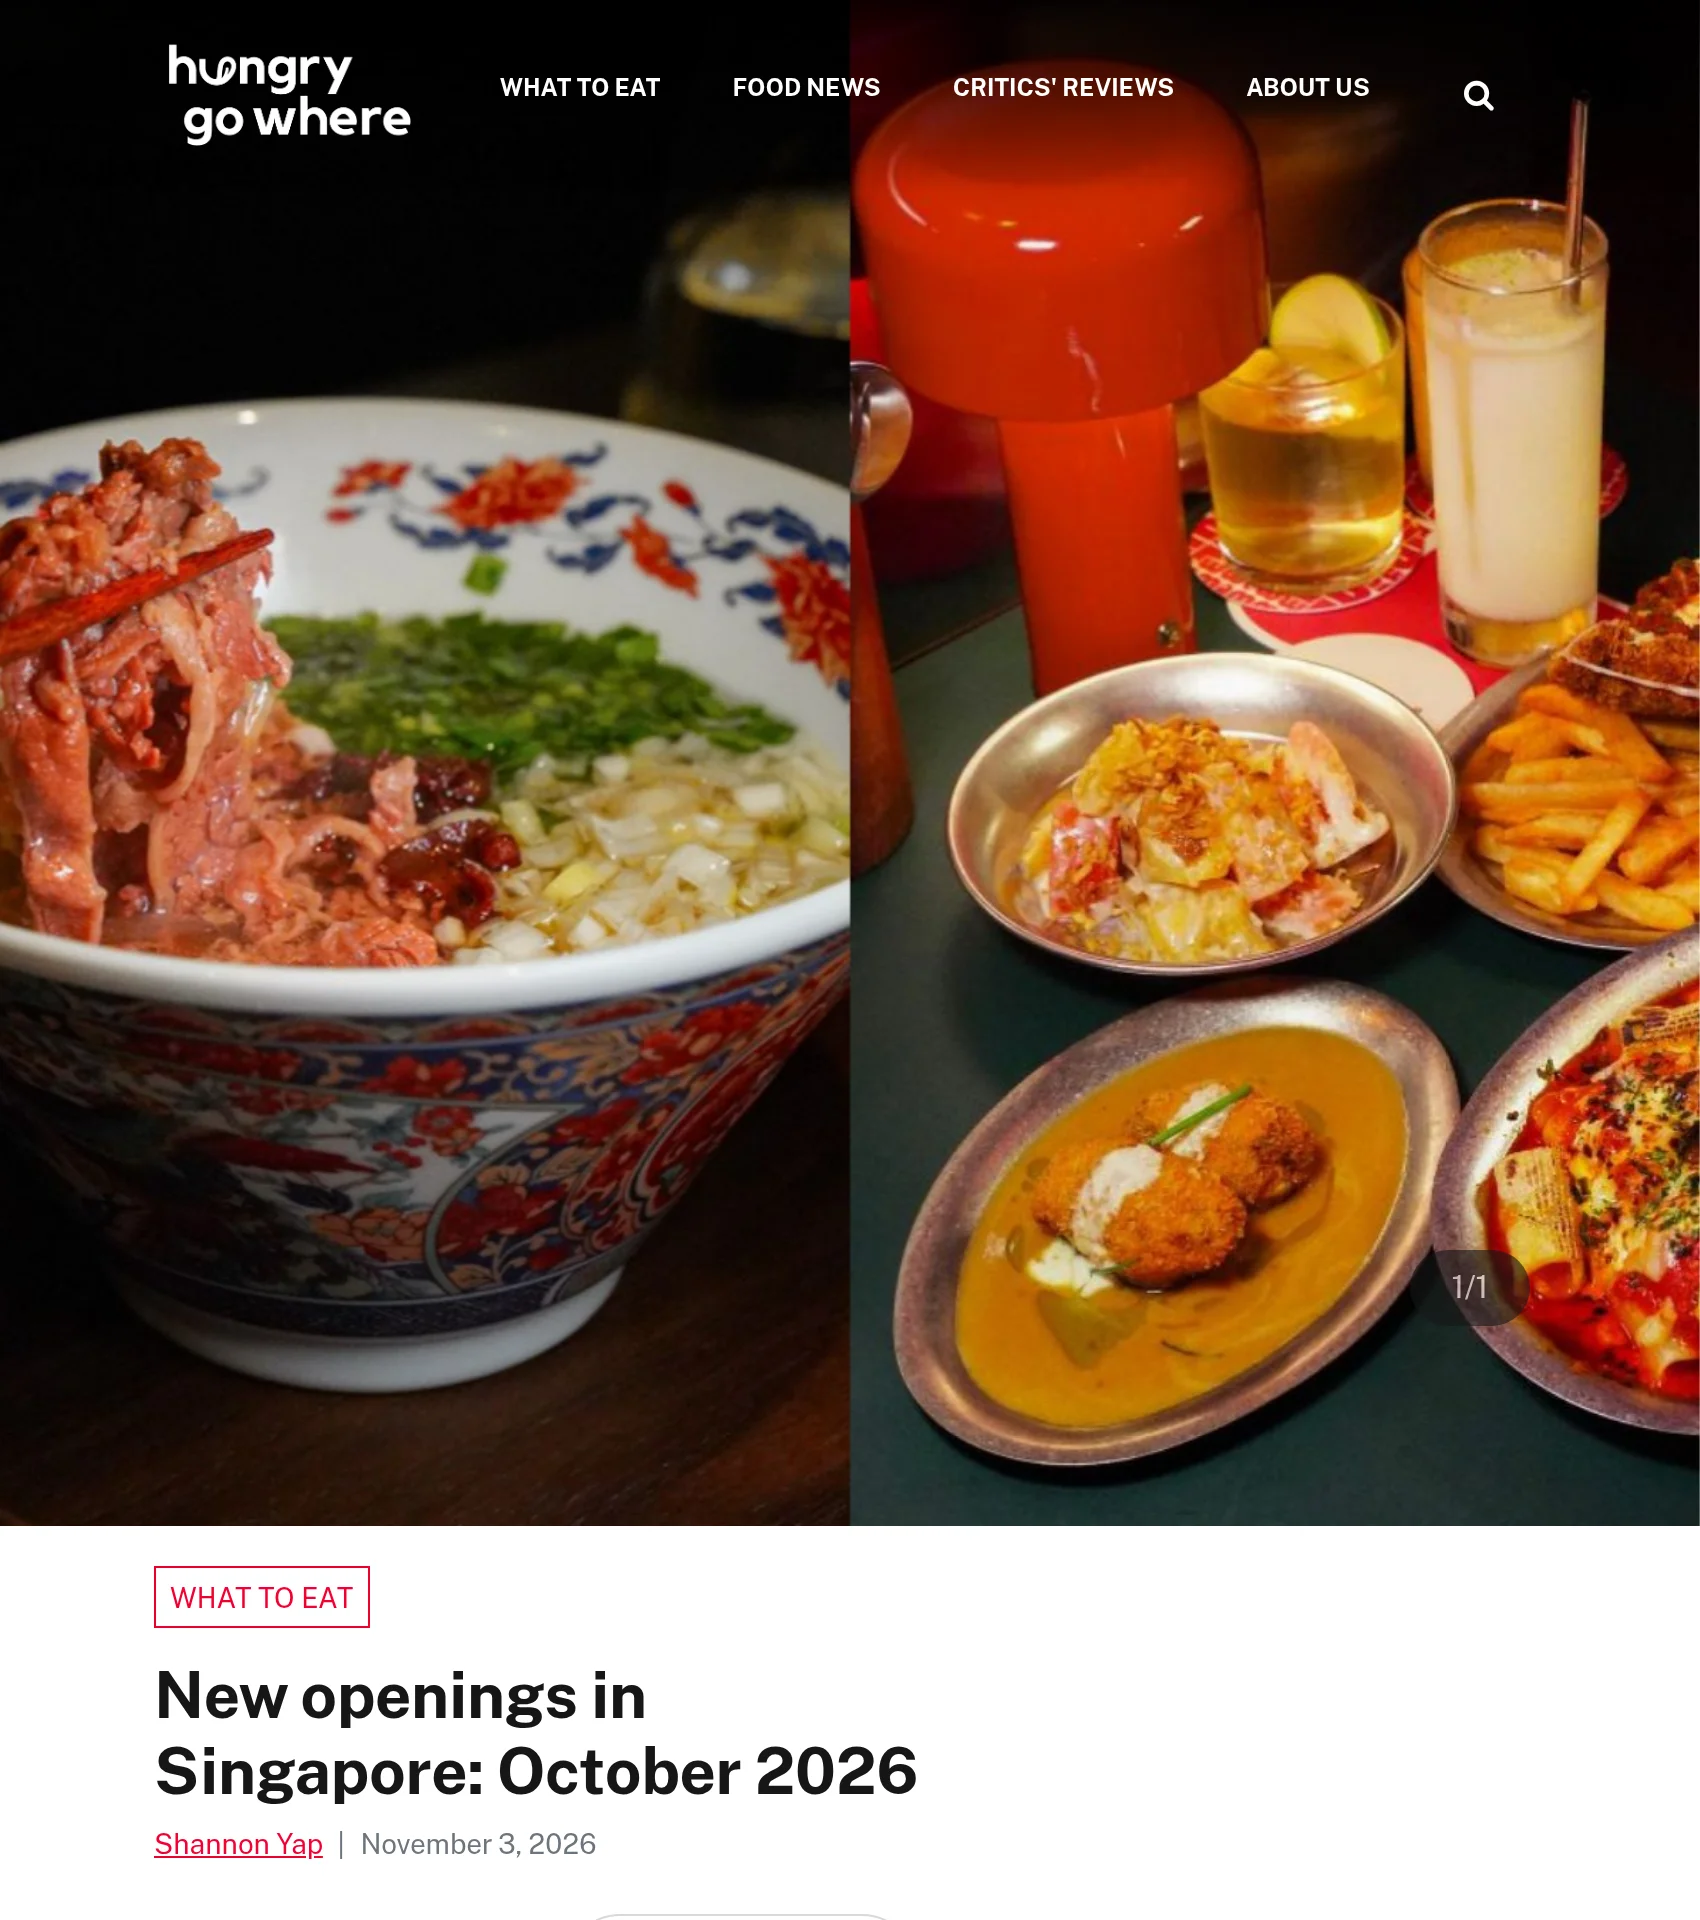 hungry
go where
WHAT TO EAT
FOOD NEWS
CRITICS' REVIEWS
ABOUT US
1/1
WHAT TO EAT
New openings in
Singapore: October 2026
Shannon Yap | November 3, 2026